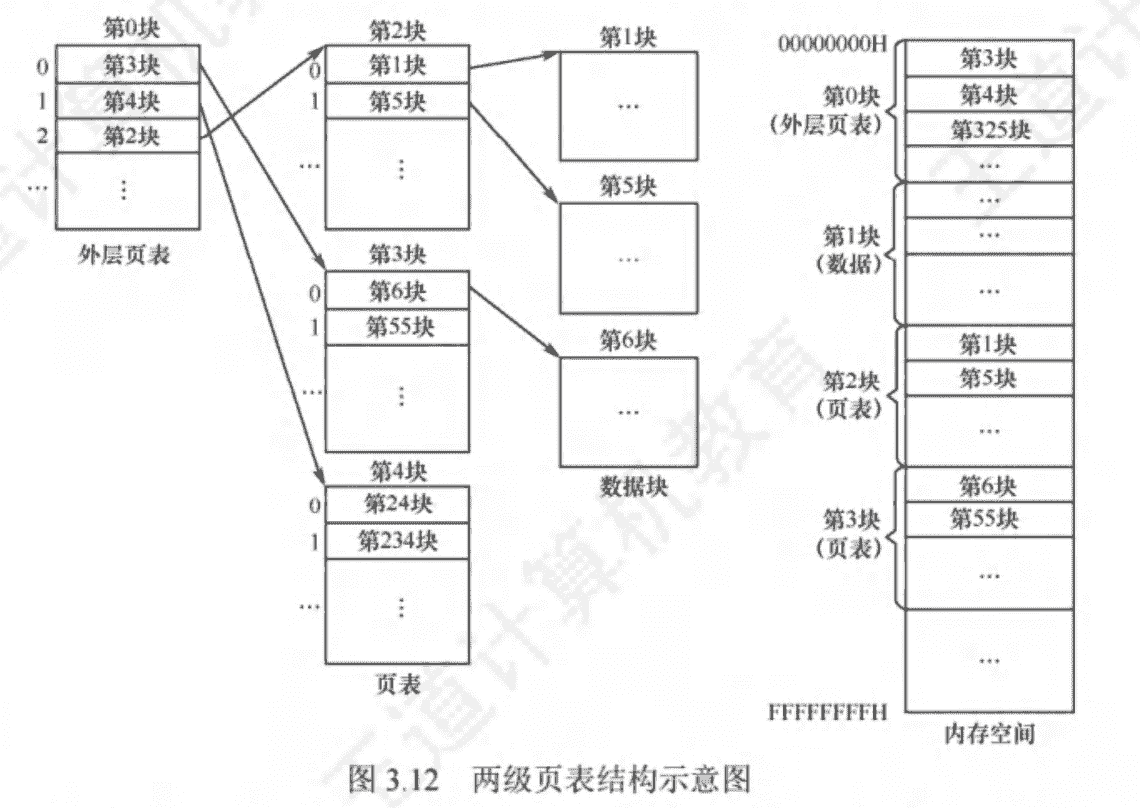 第0块
0 第3块
1 第4块
2 第2块
… ⋮
外层页表
第2块
0 第1块
1 第5块
… ⋮
第3块
0 第6块
1 第55块
… ⋮
第4块
0 第24块
1 第234块
… ⋮
页表
第1块
…
第5块
…
第6块
…
数据块
00000000H
第0块
(外层页表)
第3块
第4块
第325块
…
第1块
(数据)
…
…
…
第2块
(页表)
第1块
第5块
…
第3块
(页表)
第6块
第55块
…
…
FFFFFFFFH
内存空间
图 3.12 两级页表结构示意图
王道计算机教育